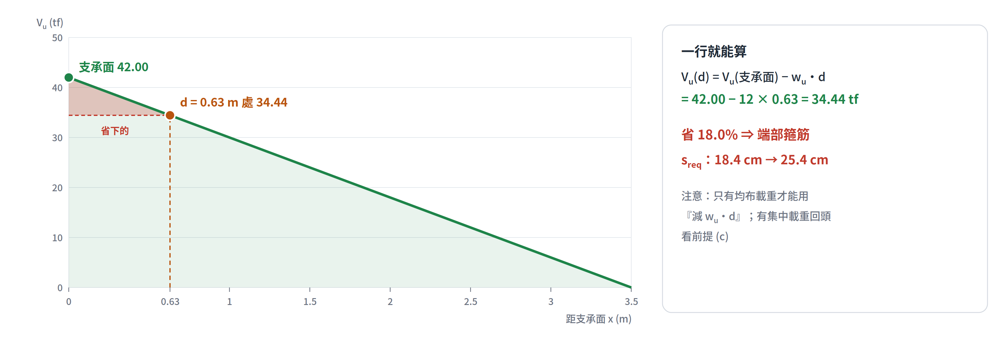 Vu (tf)
50
40
30
20
10
0
支承面 42.00
d = 0.63 m 處 34.44
省下的
0
0.63
1
1.5
2
2.5
3
3.5
距支承面 x (m)
一行就能算
Vu(d) = Vu(支承面) − wu・d
= 42.00 − 12 × 0.63 = 34.44 tf
省 18.0% ⇒ 端部箍筋
sreq：18.4 cm → 25.4 cm
注意：只有均布載重才能用
『減 wu・d』；有集中載重回頭
看前提 (c)